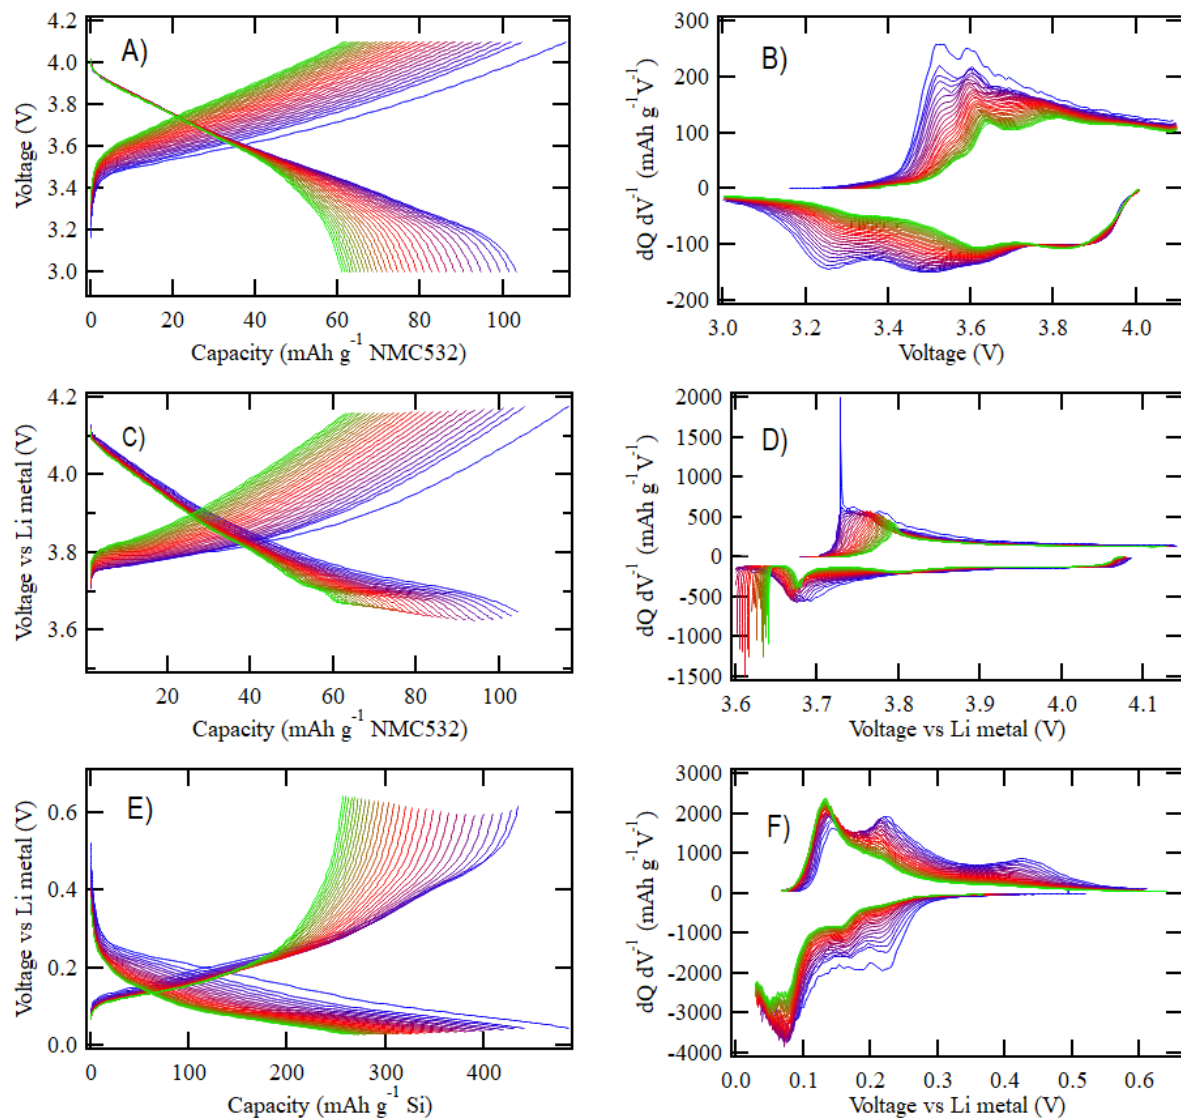 A)
4.2
4.0
3.8
3.6
3.4
3.2
3.0
Voltage (V)
0 20 40 60 80 100
Capacity (mAh g⁻¹ NMC532)
B)
300
200
100
0
-100
-200
dQ dV⁻¹ (mAh g⁻¹V⁻¹)
3.0 3.2 3.4 3.6 3.8 4.0
Voltage (V)
C)
4.2
4.0
3.8
3.6
Voltage vs Li metal (V)
20 40 60 80 100
Capacity (mAh g⁻¹ NMC532)
D)
2000
1500
1000
500
0
-500
-1000
-1500
dQ dV⁻¹ (mAh g⁻¹V⁻¹)
3.6 3.7 3.8 3.9 4.0 4.1
Voltage vs Li metal (V)
E)
0.6
0.4
0.2
0.0
Voltage vs Li metal (V)
0 100 200 300 400
Capacity (mAh g⁻¹ Si)
F)
3000
2000
1000
0
-1000
-2000
-3000
-4000
dQ dV⁻¹ (mAh g⁻¹V⁻¹)
0.0 0.1 0.2 0.3 0.4 0.5 0.6
Voltage vs Li metal (V)